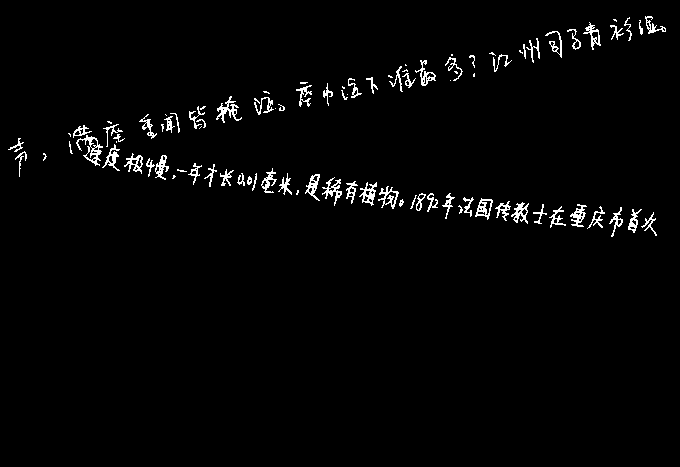 声，满座重闻皆掩泣。座中泣下谁最多？江州司马青衫湿。
速度极慢，一年才长0.01毫米，是稀有植物。1892年法国传教士在重庆市首次